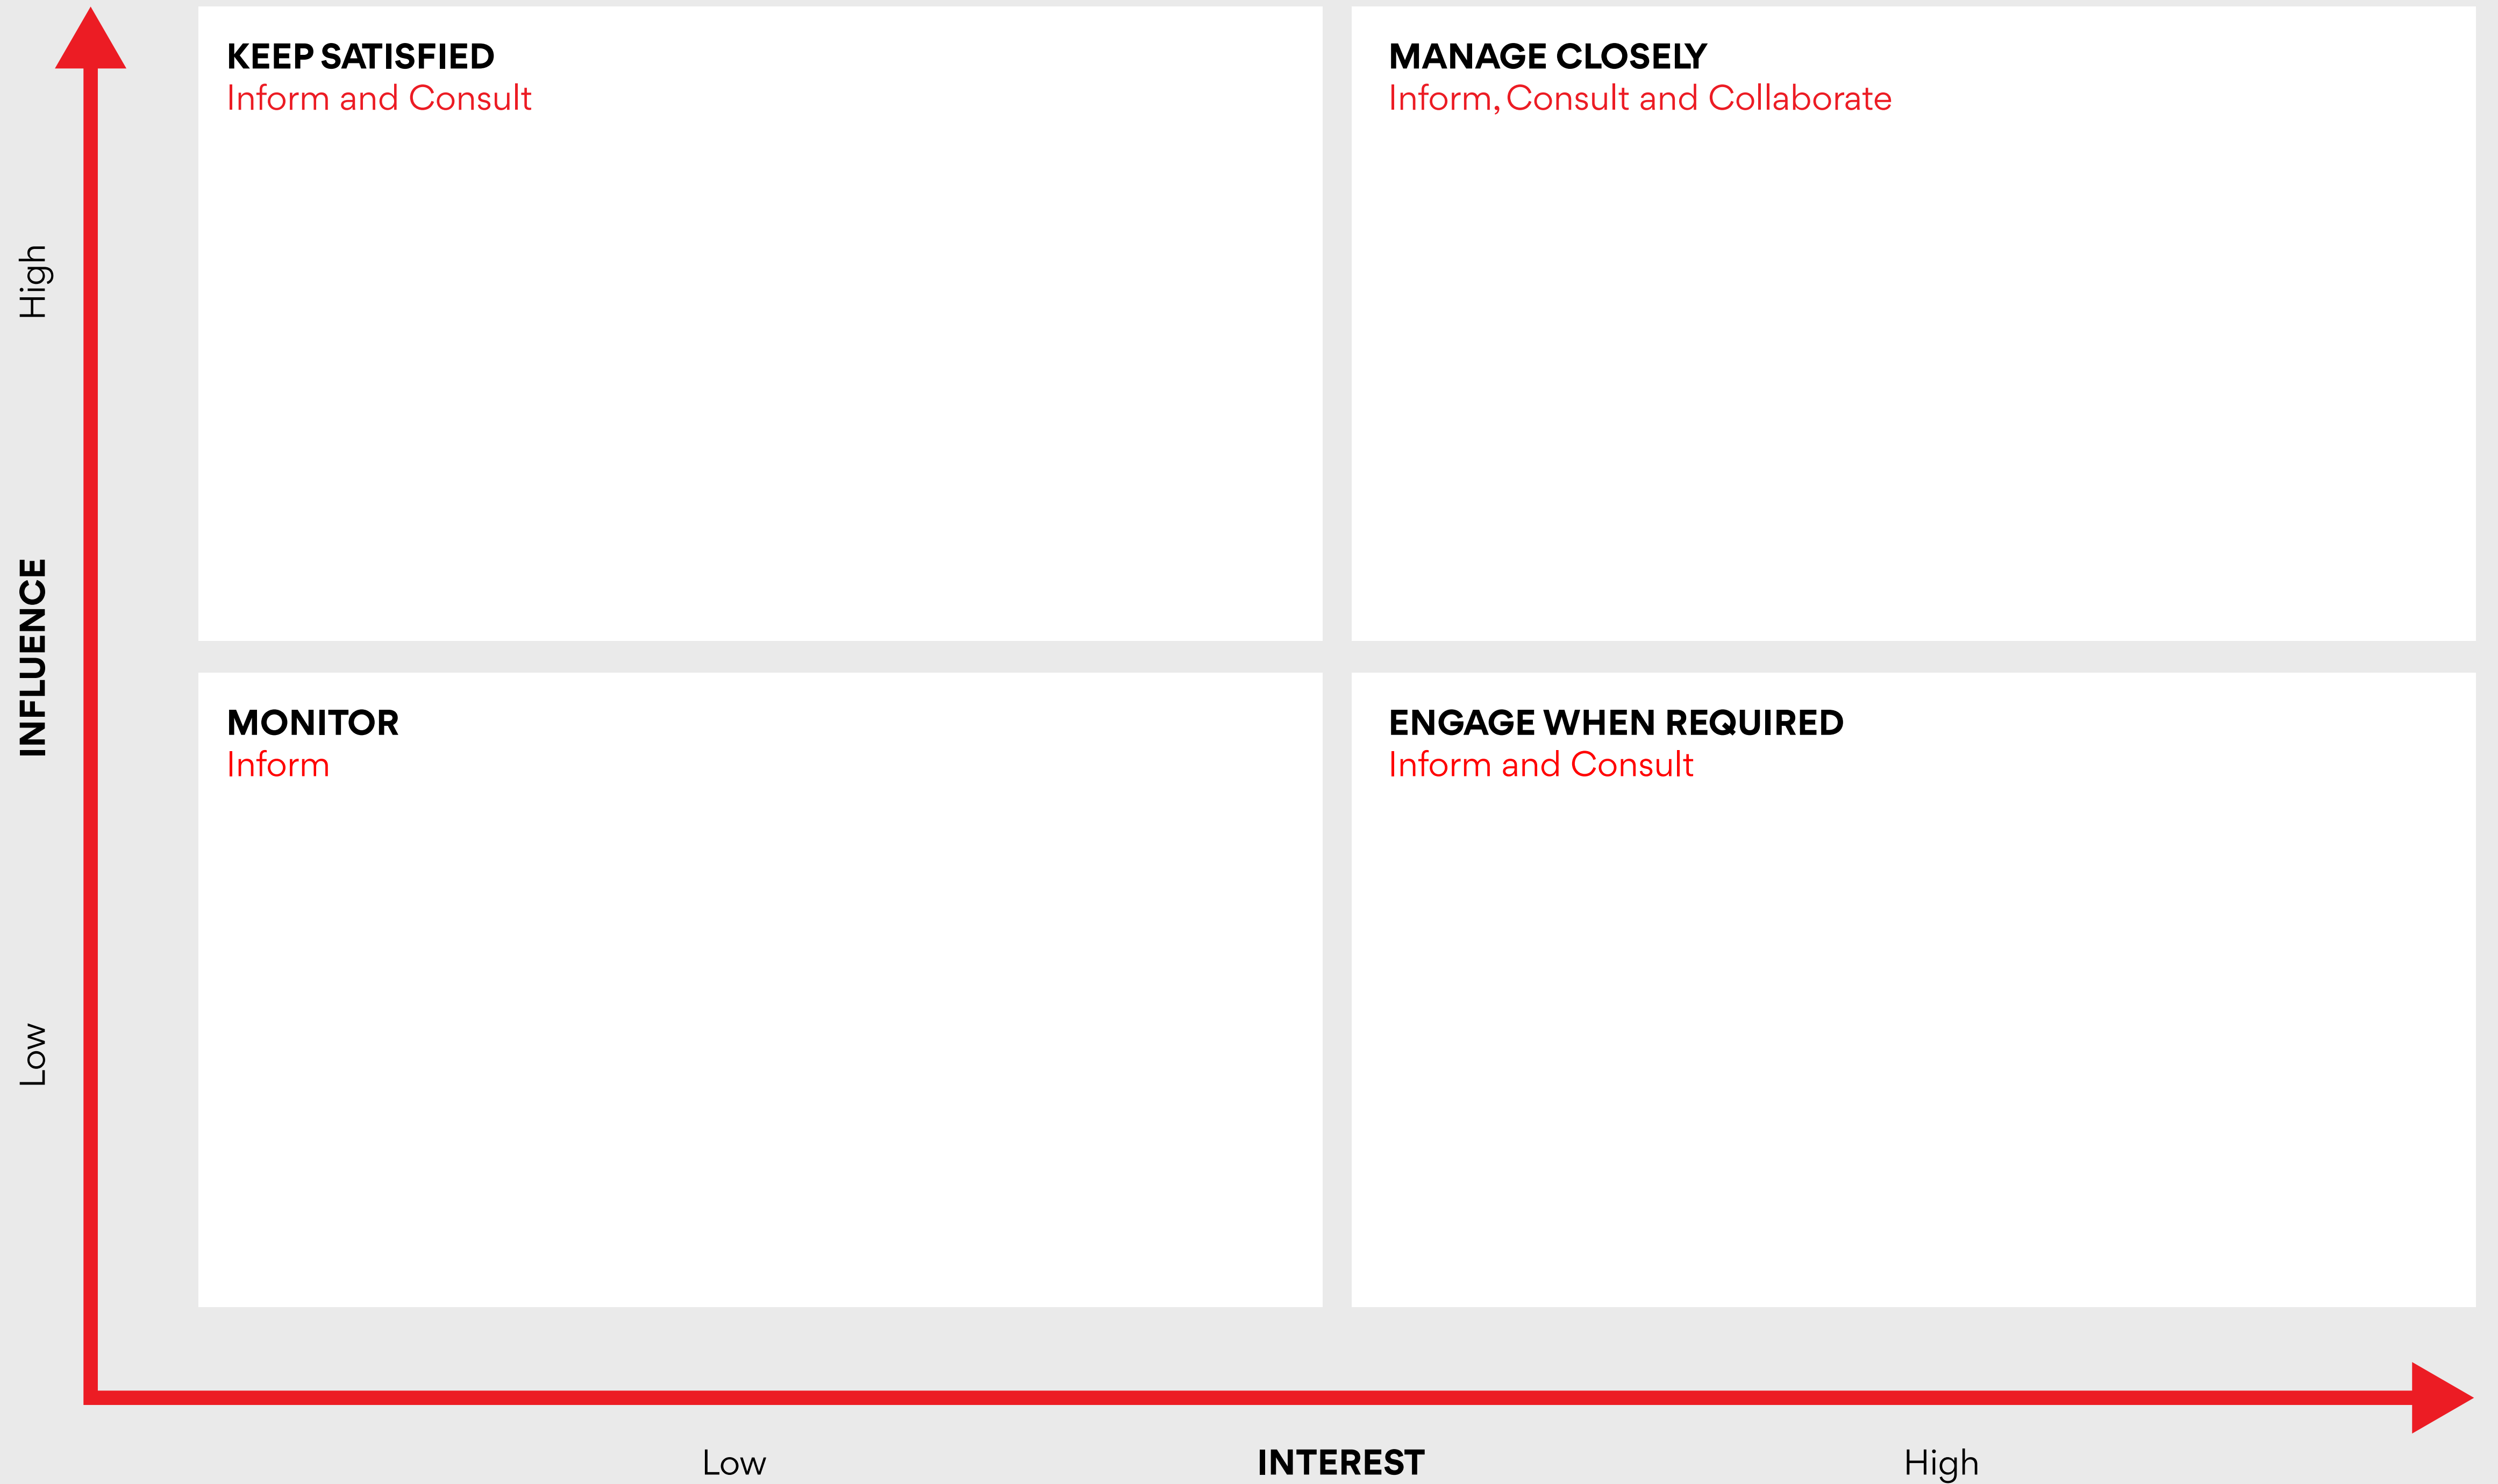 KEEP SATISFIED
Inform and Consult
MANAGE CLOSELY
Inform, Consult and Collaborate
High
INFLUENCE
Low
MONITOR
Inform
ENGAGE WHEN REQUIRED
Inform and Consult
Low
INTEREST
High